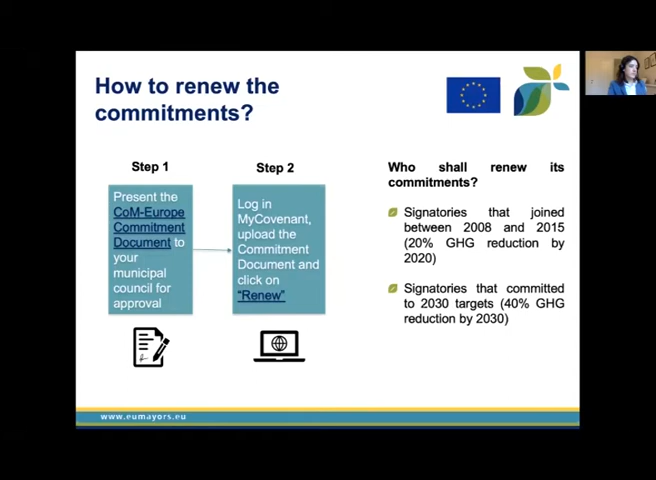 How to renew the
commitments?
Step 1
Present the
CoM-Europe
Commitment
Document to
your
municipal
council for
approval
Step 2
Log in
MyCovenant,
upload the
Commitment
Document and
click on
“Renew”
Who shall renew its
commitments?
Signatories that joined
between 2008 and 2015
(20% GHG reduction by
2020)
Signatories that committed
to 2030 targets (40% GHG
reduction by 2030)
www.eumayors.eu